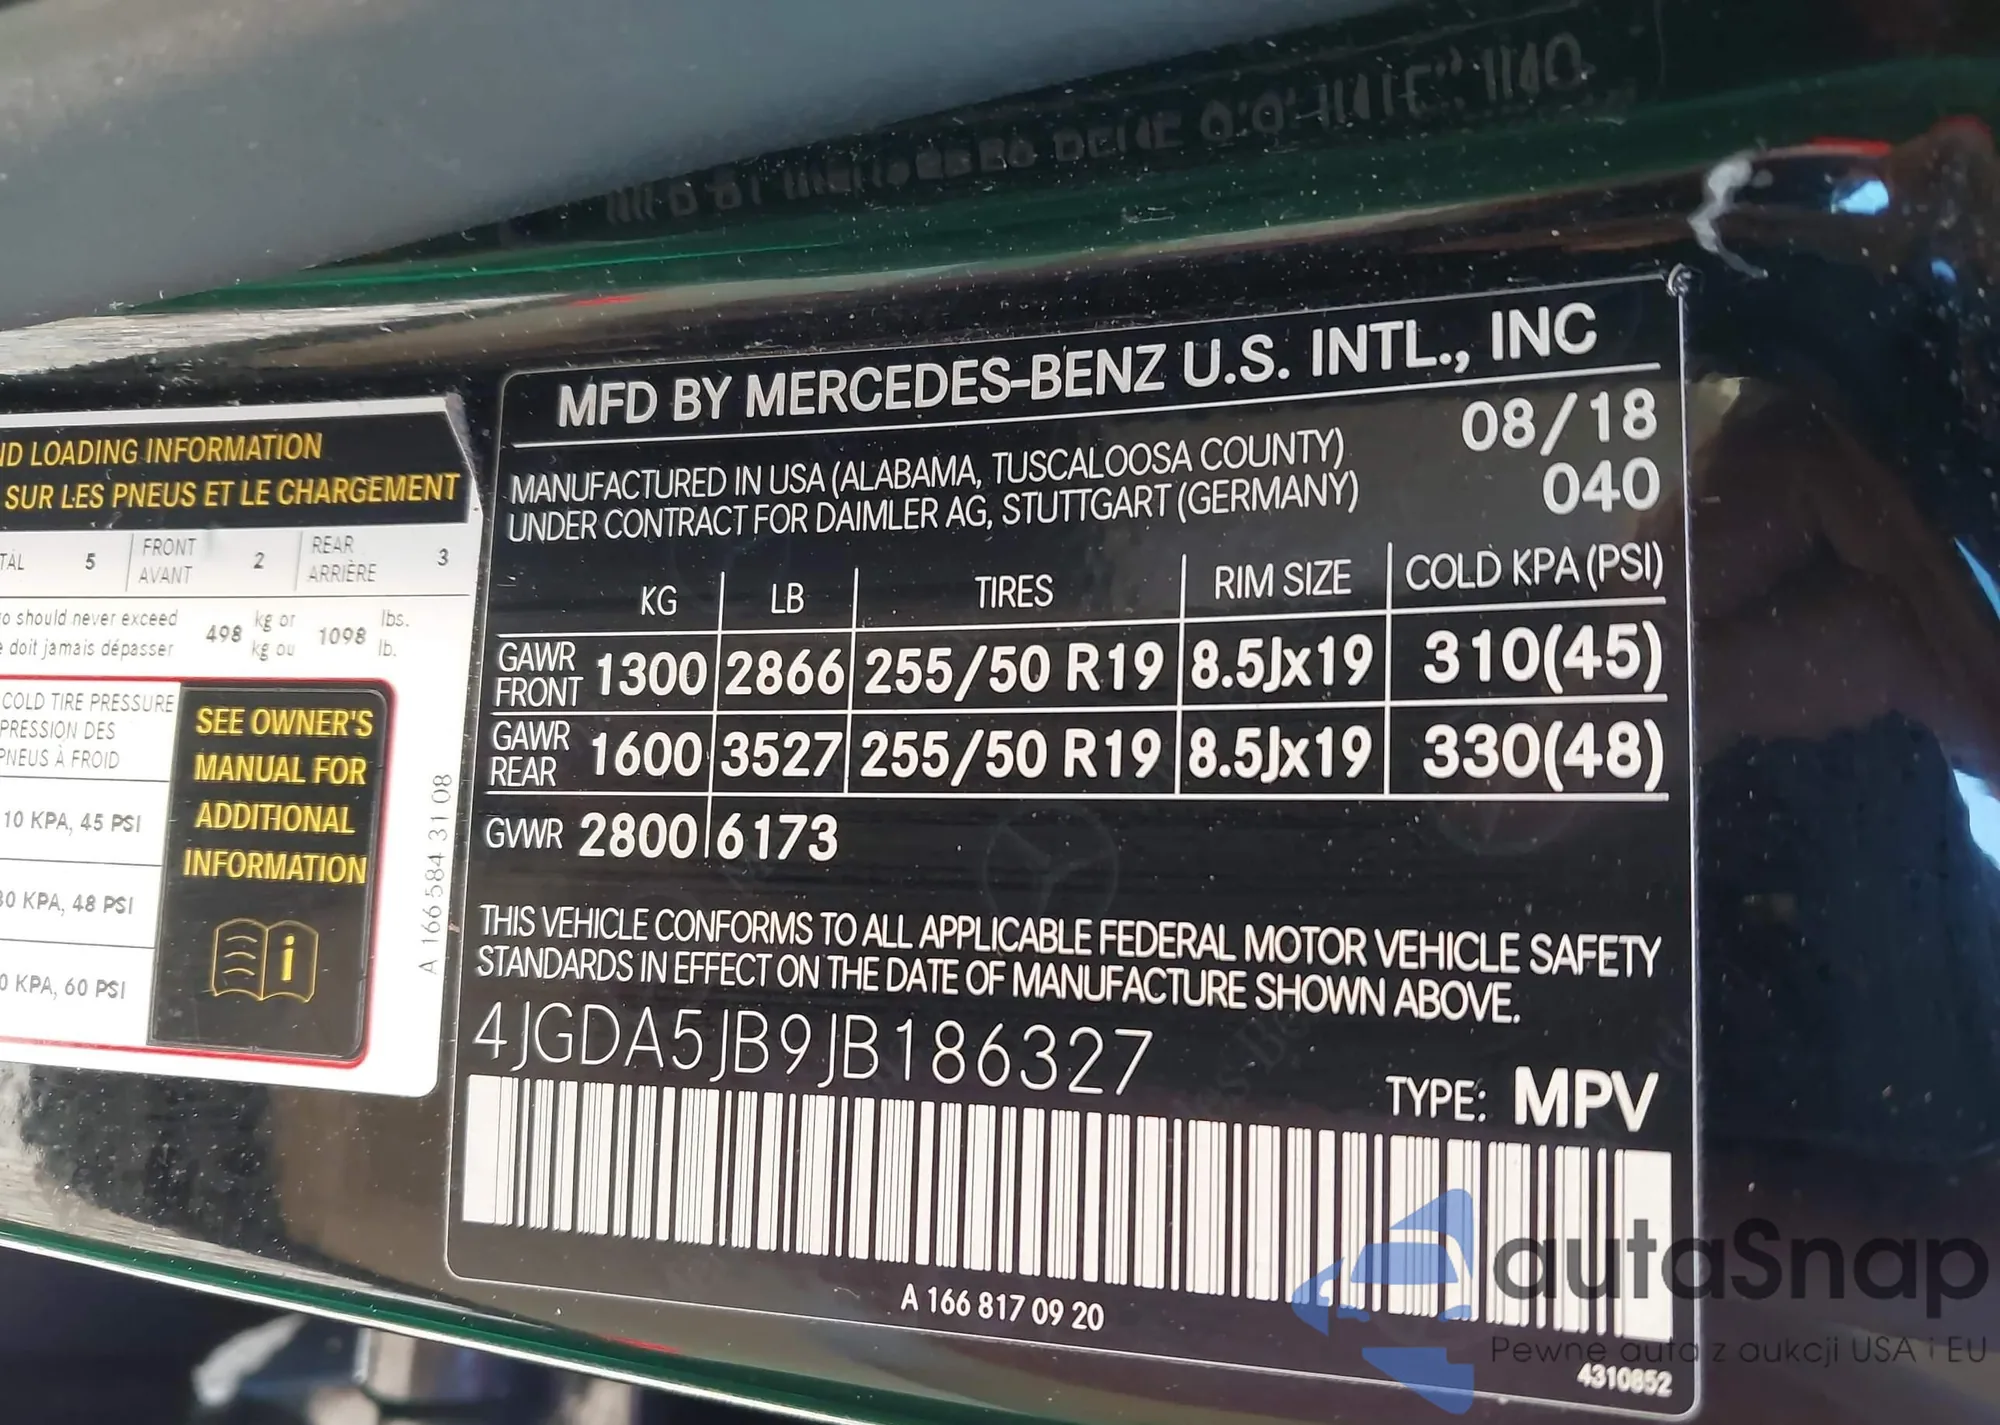 ND LOADING INFORMATION
SUR LES PNEUS ET LE CHARGEMENT
5 FRONT AVANT 2 REAR ARRIÈRE 3
should never exceed
doit jamais dépasser
498 kg or kg ou 1098 lbs. lb.
COLD TIRE PRESSURE
PRESSION DES
PNEUS À FROID
10 KPA, 45 PSI
30 KPA, 48 PSI
0 KPA, 60 PSI
SEE OWNER'S
MANUAL FOR
ADDITIONAL
INFORMATION
A 166 584 31 08
MFD BY MERCEDES-BENZ U.S. INTL., INC
08/18
MANUFACTURED IN USA (ALABAMA, TUSCALOOSA COUNTY)
UNDER CONTRACT FOR DAIMLER AG, STUTTGART (GERMANY)
040
KG LB TIRES RIM SIZE COLD KPA (PSI)
GAWR FRONT 1300 2866 255/50 R19 8.5Jx19 310(45)
GAWR REAR 1600 3527 255/50 R19 8.5Jx19 330(48)
GVWR 2800 6173
THIS VEHICLE CONFORMS TO ALL APPLICABLE FEDERAL MOTOR VEHICLE SAFETY
STANDARDS IN EFFECT ON THE DATE OF MANUFACTURE SHOWN ABOVE.
4JGDA5JB9JB186327
TYPE: MPV
A 166 817 09 20
4310852
autaSnap
Pewne auta z aukcji USA i EU